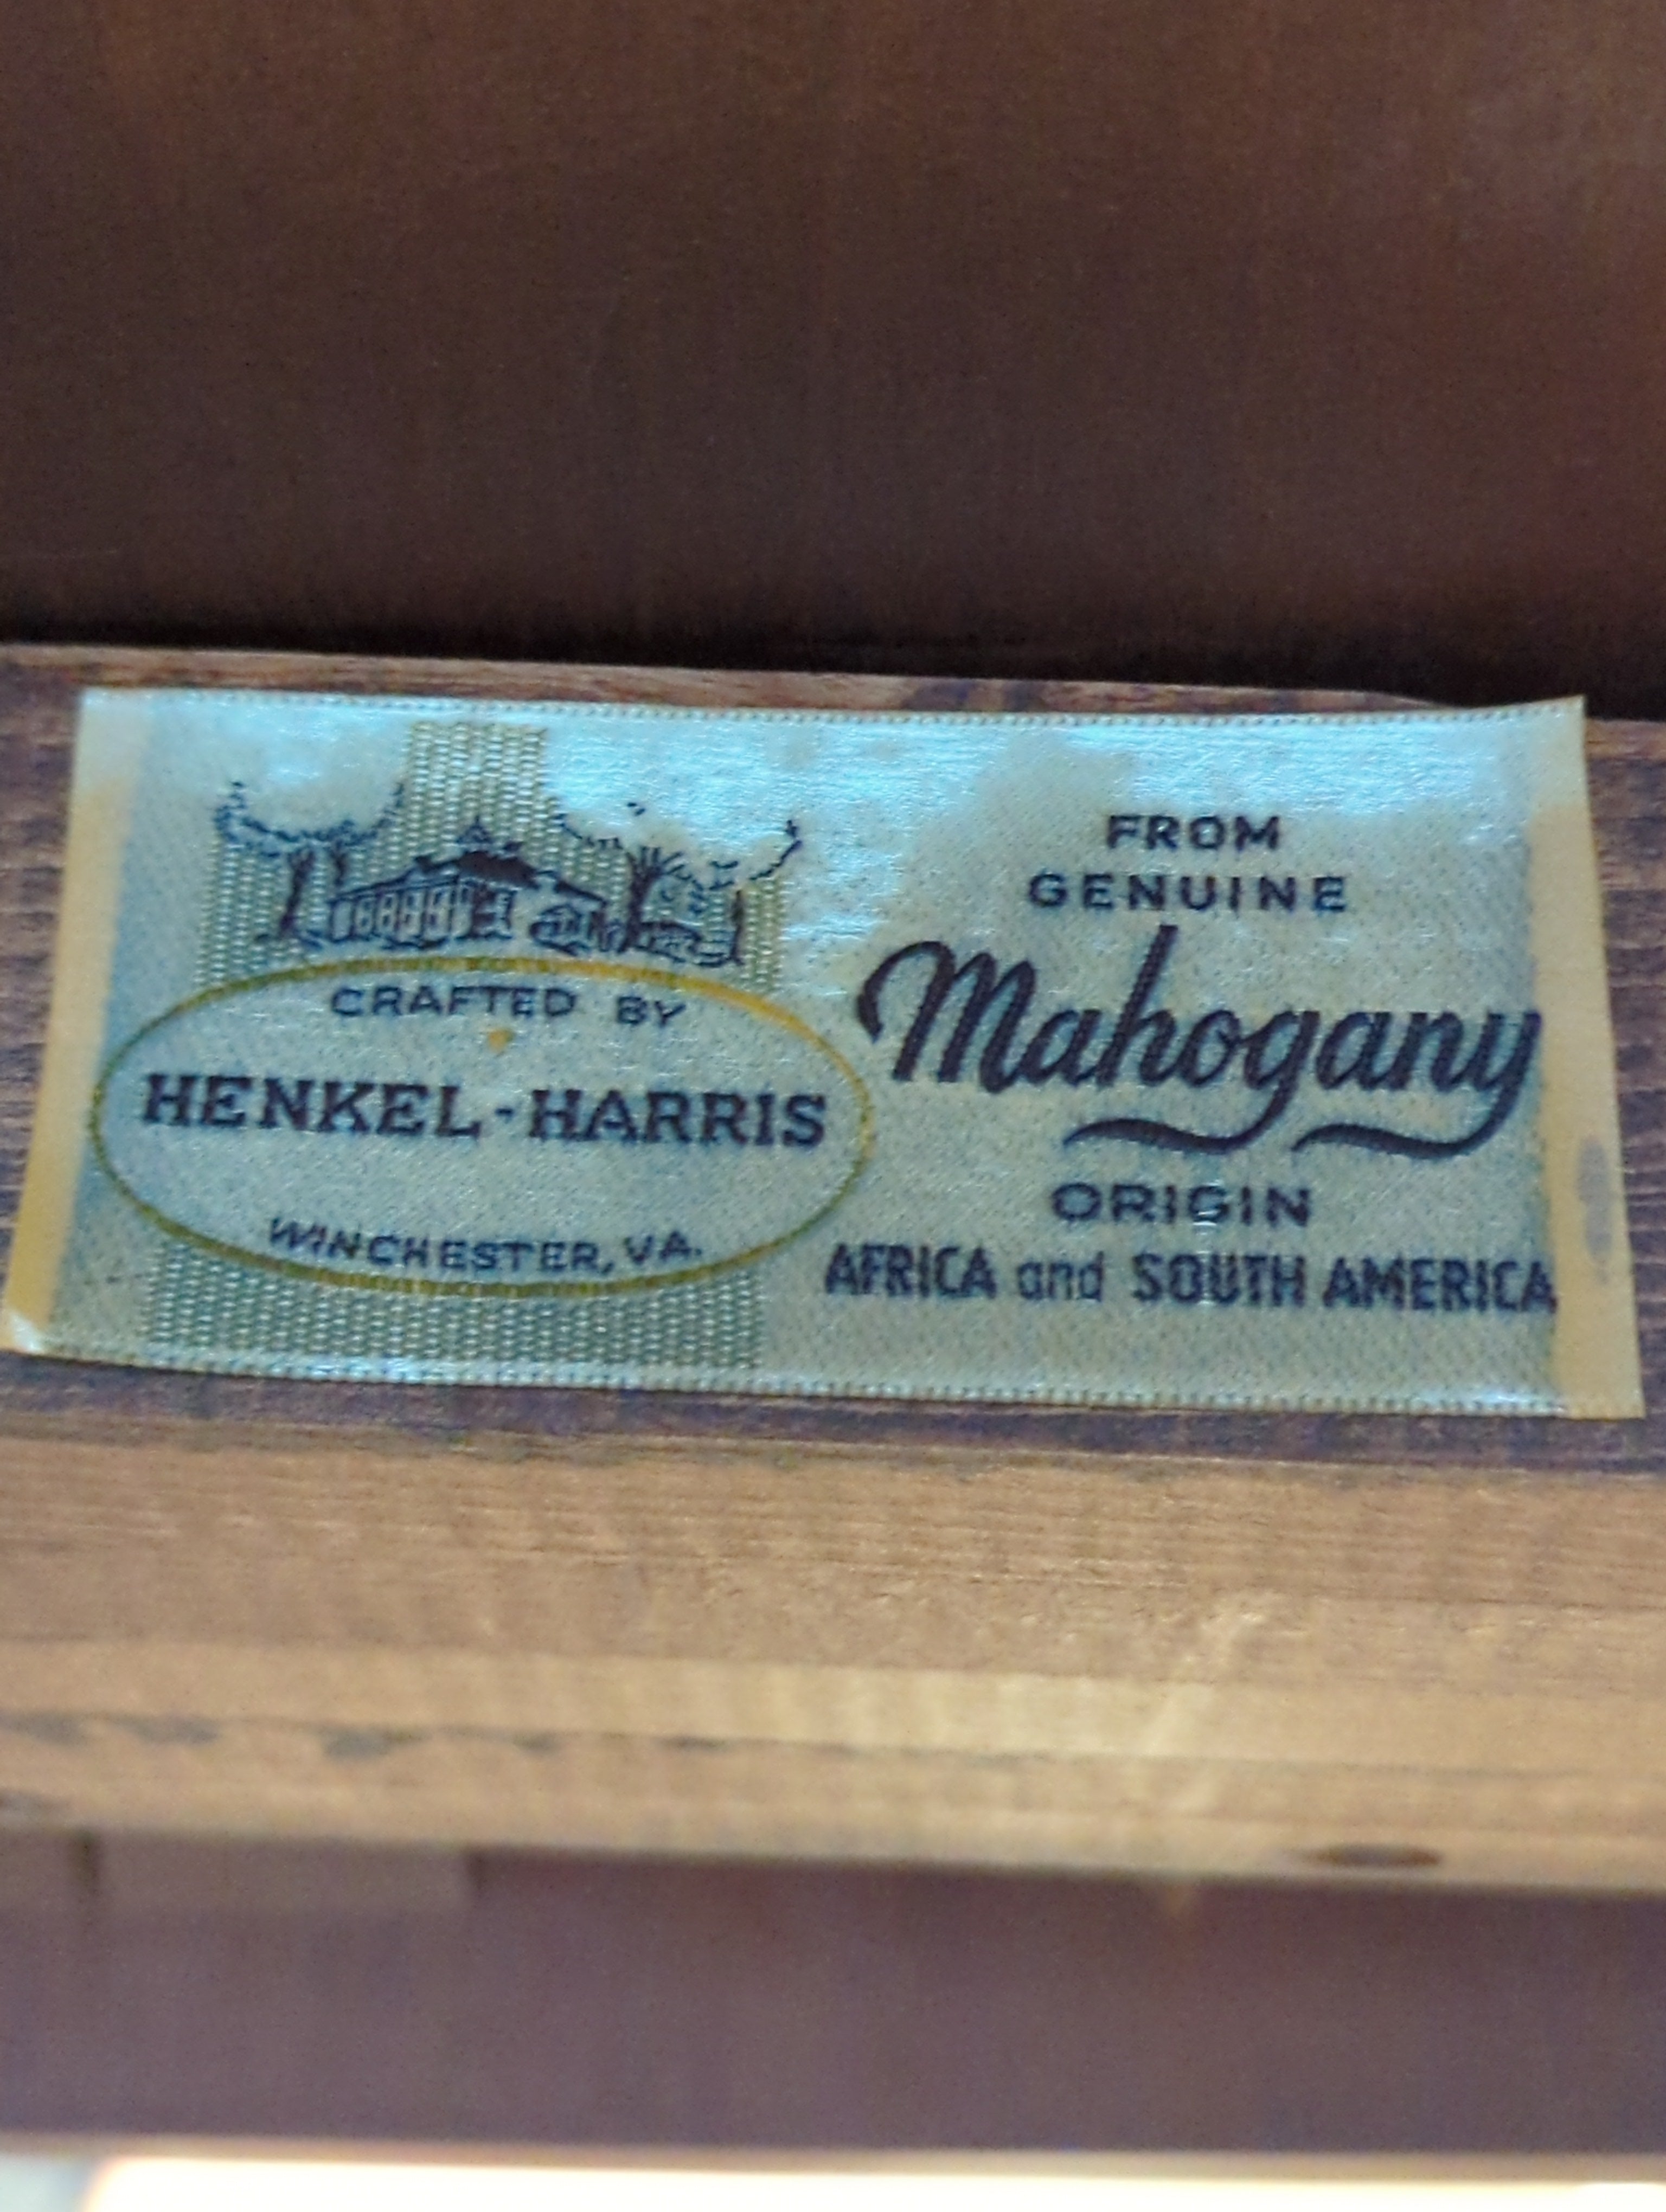 CRAFTED BY
HENKEL-HARRIS
WINCHESTER, VA.
FROM
GENUINE
Mahogany
ORIGIN
AFRICA and SOUTH AMERICA